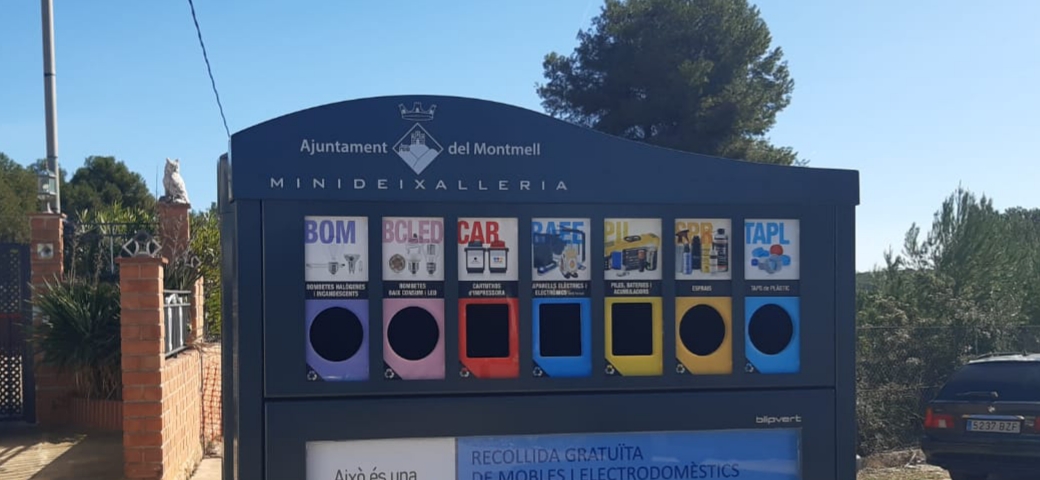 Ajuntament del Montmell
MINIDEIXALLERIA
BOM BCLED CAR RAEE PIL SPR TAPL
BOMBETES HALÒGENES
I INCANDESCENTS
BOMBETES
BAIX CONSUM I LED
CARTUTXOS
D'IMPRESSORA
APARELLS ELÈCTRICS I
ELECTRÒNICS
PILES, BATERIES I
ACUMULADORS
ESPRAIS
TAPS de PLÀSTIC
blipvert
Això és una
RECOLLIDA GRATUÏTA
DE MOBLES I ELECTRODOMÈSTICS
5237 BZF